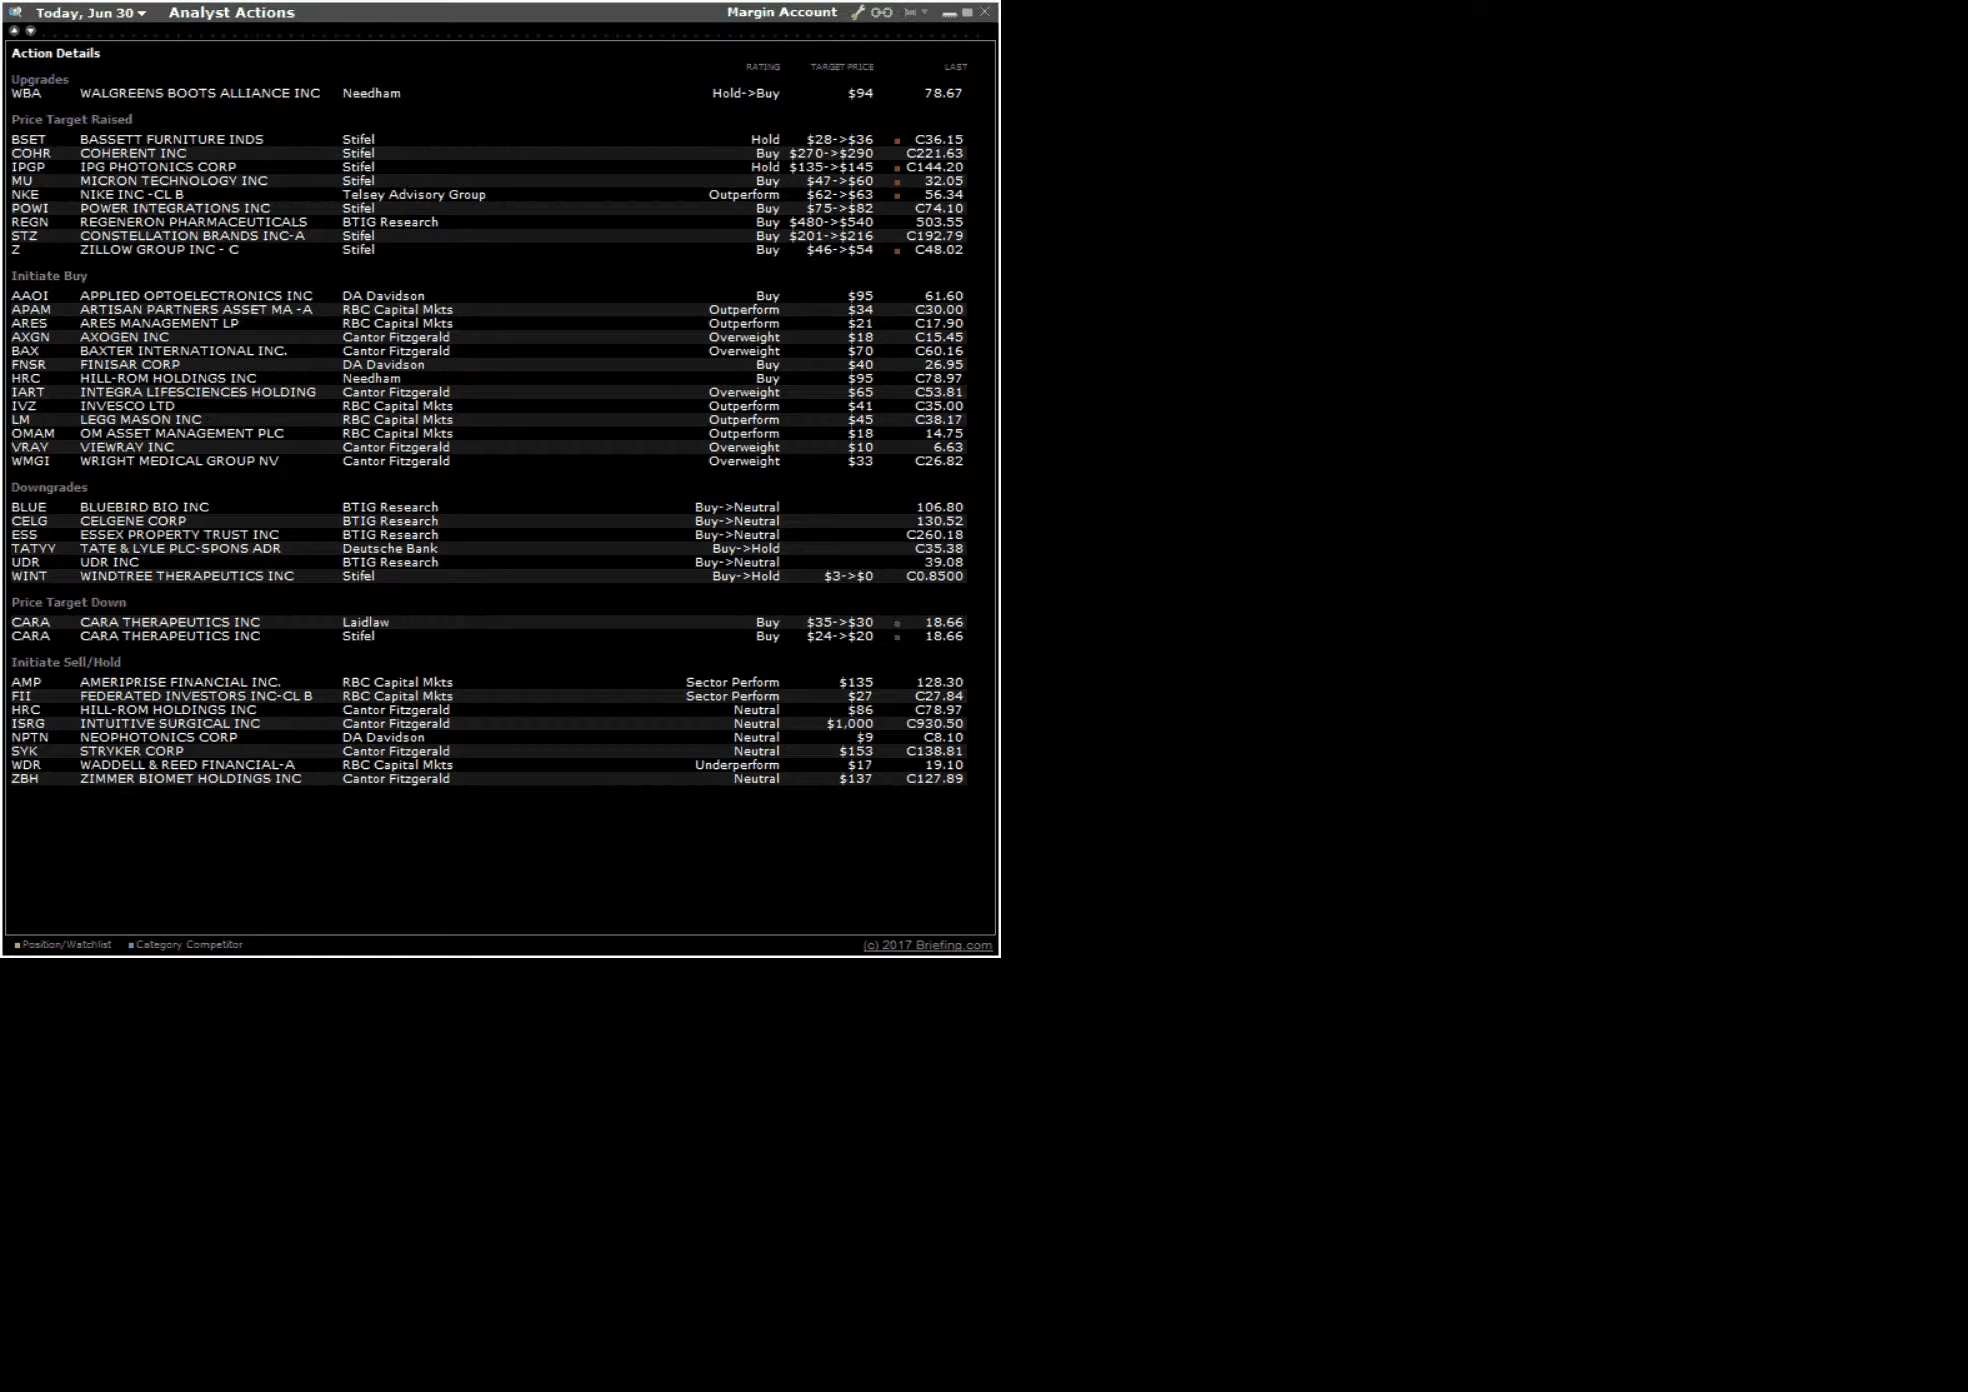 Today, Jun 30 Analyst Actions Margin Account
Action Details
RATING TARGET PRICE LAST
Upgrades
WBA WALGREENS BOOTS ALLIANCE INC Needham Hold->Buy $94 78.67
Price Target Raised
BSET BASSETT FURNITURE INDS Stifel Hold $28->$36 C36.15
COHR COHERENT INC Stifel Buy $270->$290 C221.63
IPGP IPG PHOTONICS CORP Stifel Hold $135->$145 C144.20
MU MICRON TECHNOLOGY INC Stifel Buy $47->$60 32.05
NKE NIKE INC -CL B Telsey Advisory Group Outperform $62->$63 56.34
POWI POWER INTEGRATIONS INC Stifel Buy $75->$82 C74.10
REGN REGENERON PHARMACEUTICALS BTIG Research Buy $480->$540 503.55
STZ CONSTELLATION BRANDS INC-A Stifel Buy $201->$216 C192.79
Z ZILLOW GROUP INC - C Stifel Buy $46->$54 C48.02
Initiate Buy
AAOI APPLIED OPTOELECTRONICS INC DA Davidson Buy $95 61.60
APAM ARTISAN PARTNERS ASSET MA -A RBC Capital Mkts Outperform $34 C30.00
ARES ARES MANAGEMENT LP RBC Capital Mkts Outperform $21 C17.90
AXGN AXOGEN INC Cantor Fitzgerald Overweight $18 C15.45
BAX BAXTER INTERNATIONAL INC. Cantor Fitzgerald Overweight $70 C60.16
FNSR FINISAR CORP DA Davidson Buy $40 26.95
HRC HILL-ROM HOLDINGS INC Needham Buy $95 C78.97
IART INTEGRA LIFESCIENCES HOLDING Cantor Fitzgerald Overweight $65 C53.81
IVZ INVESCO LTD RBC Capital Mkts Outperform $41 C35.00
LM LEGG MASON INC RBC Capital Mkts Outperform $45 C38.17
OMAM OM ASSET MANAGEMENT PLC RBC Capital Mkts Outperform $18 14.75
VRAY VIEWRAY INC Cantor Fitzgerald Overweight $10 6.63
WMGI WRIGHT MEDICAL GROUP NV Cantor Fitzgerald Overweight $33 C26.82
Downgrades
BLUE BLUEBIRD BIO INC BTIG Research Buy->Neutral 106.80
CELG CELGENE CORP BTIG Research Buy->Neutral 130.52
ESS ESSEX PROPERTY TRUST INC BTIG Research Buy->Neutral C260.18
TATYY TATE & LYLE PLC-SPONS ADR Deutsche Bank Buy->Hold C35.38
UDR UDR INC BTIG Research Buy->Neutral 39.08
WINT WINDTREE THERAPEUTICS INC Stifel Buy->Hold $3->$0 C0.8500
Price Target Down
CARA CARA THERAPEUTICS INC Laidlaw Buy $35->$30 18.66
CARA CARA THERAPEUTICS INC Stifel Buy $24->$20 18.66
Initiate Sell/Hold
AMP AMERIPRISE FINANCIAL INC. RBC Capital Mkts Sector Perform $135 128.30
FII FEDERATED INVESTORS INC-CL B RBC Capital Mkts Sector Perform $27 C27.84
HRC HILL-ROM HOLDINGS INC Cantor Fitzgerald Neutral $86 C78.97
ISRG INTUITIVE SURGICAL INC Cantor Fitzgerald Neutral $1,000 C930.50
NPTN NEOPHOTONICS CORP DA Davidson Neutral $9 C8.10
SYK STRYKER CORP Cantor Fitzgerald Neutral $153 C138.81
WDR WADDELL & REED FINANCIAL-A RBC Capital Mkts Underperform $17 19.10
ZBH ZIMMER BIOMET HOLDINGS INC Cantor Fitzgerald Neutral $137 C127.89
Position/Watchlist Category Competitor (c) 2017 Briefing.com